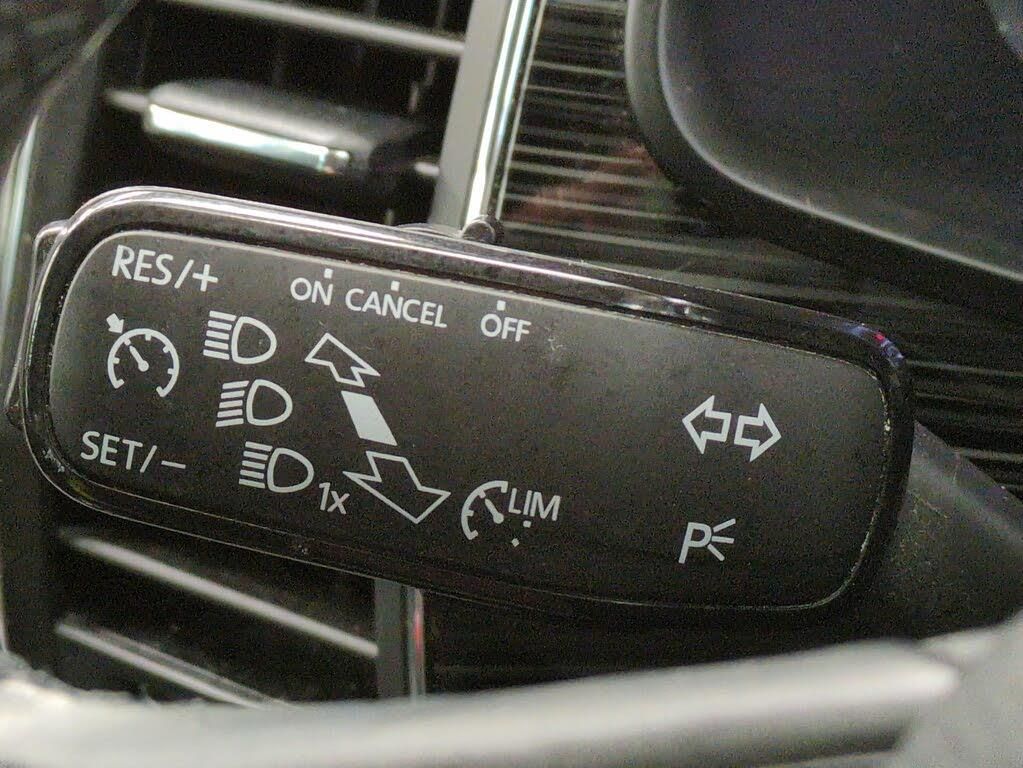 RES/+
ON CANCEL OFF
SET/−
1x
LIM
P